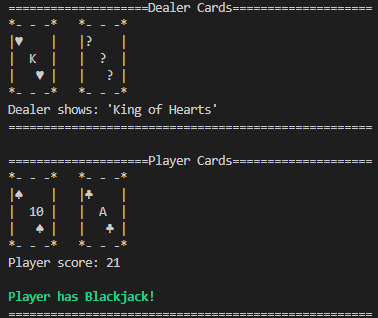 ====================Dealer Cards====================
*- - -*   *- - -*
|♥    |   |?    |
|  K  |   |  ?  |
|   ♥ |   |   ? |
*- - -*   *- - -*
Dealer shows: 'King of Hearts'
====================================================
====================Player Cards====================
*- - -*   *- - -*
|♠    |   |♣    |
|  10 |   |  A  |
|   ♠ |   |   ♣ |
*- - -*   *- - -*
Player score: 21
Player has Blackjack!
====================================================